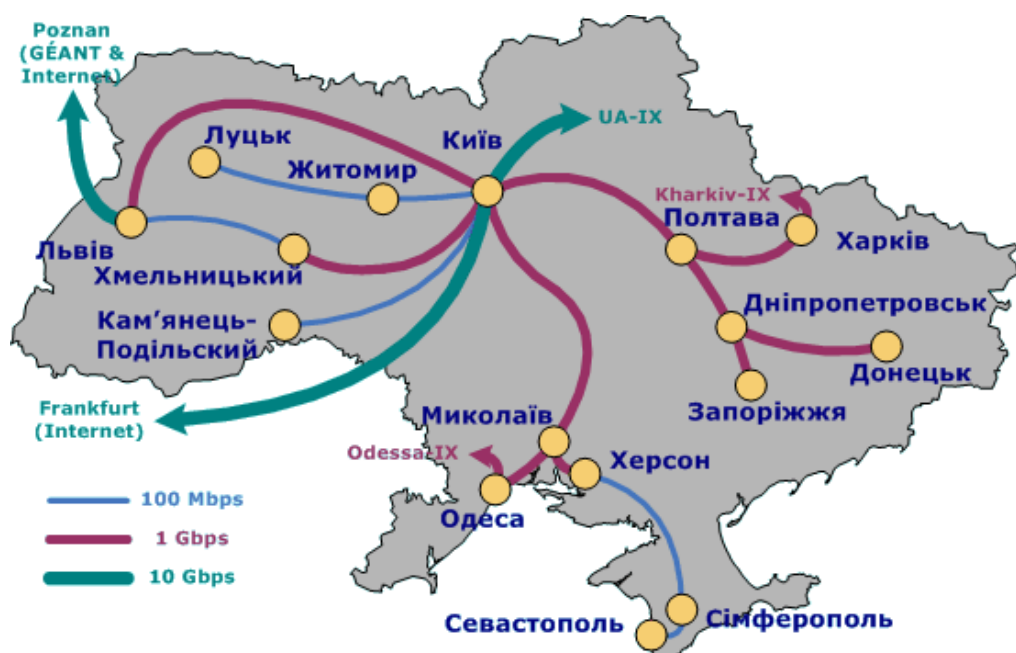 Poznan
(GÉANT &
Internet)
UA-IX
Київ
Луцьк
Житомир
Kharkiv-IX
Полтава
Харків
Львів
Хмельницький
Кам’янець-
Подільский
Дніпропетровськ
Донецьк
Запоріжжя
Frankfurt
(Internet)
Миколаїв
Odessa-IX
Херсон
Одеса
100 Mbps
1 Gbps
10 Gbps
Севастополь
Сімферополь